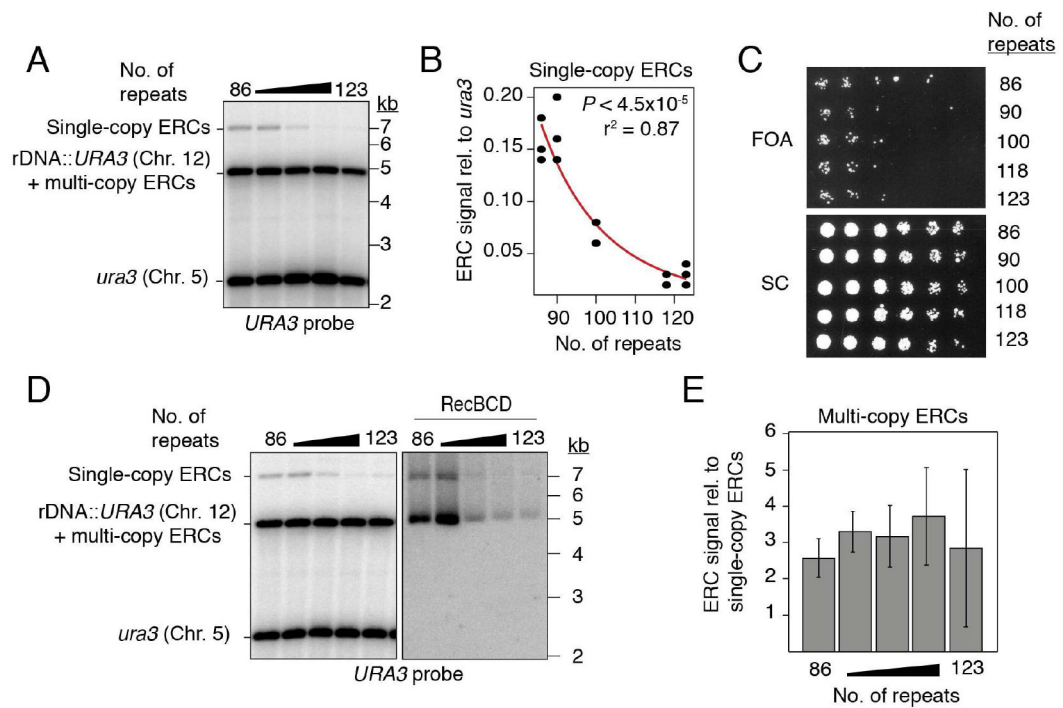 A
No. of
repeats
86 123
kb
Single-copy ERCs
7
6
rDNA::URA3 (Chr. 12)
+ multi-copy ERCs
5
4
3
ura3 (Chr. 5)
2
URA3 probe
B
Single-copy ERCs
P < 4.5x10⁻⁵
r² = 0.87
ERC signal rel. to ura3
0.20
0.15
0.10
0.05
90 100 110 120
No. of repeats
C
No. of
repeats
FOA
86
90
100
118
123
SC
86
90
100
118
123
D
No. of
repeats
RecBCD
86 123 86 123
kb
Single-copy ERCs
7
6
rDNA::URA3 (Chr. 12)
+ multi-copy ERCs
5
4
3
ura3 (Chr. 5)
2
URA3 probe
E
Multi-copy ERCs
ERC signal rel. to
single-copy ERCs
6
5
4
3
2
1
86 123
No. of repeats